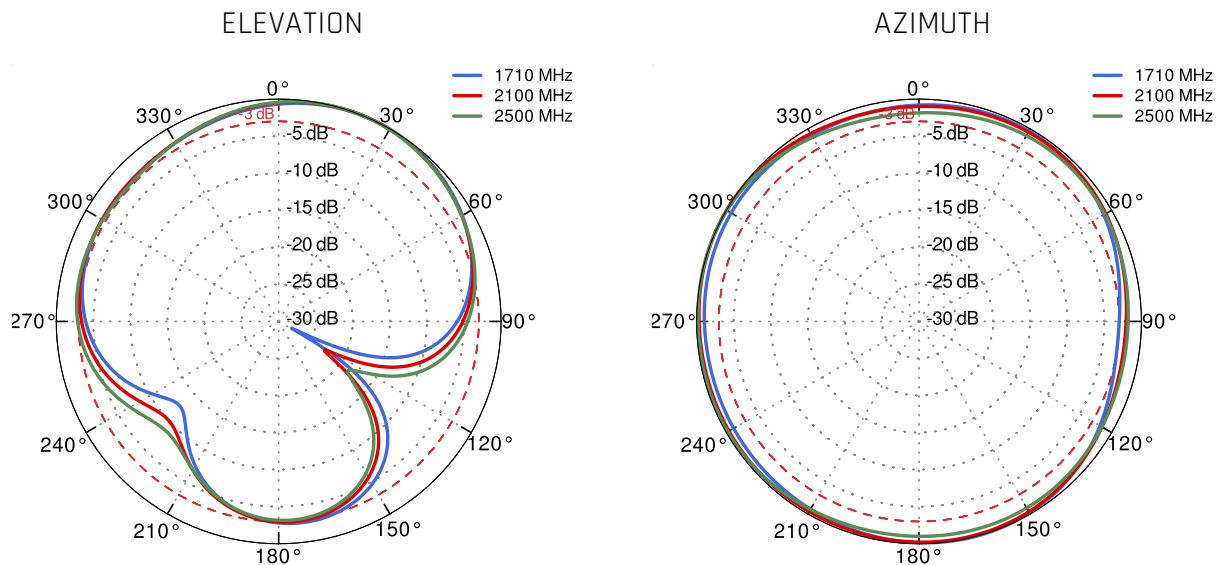 ELEVATION
1710 MHz
2100 MHz
2500 MHz
0°
30°
60°
90°
120°
150°
180°
210°
240°
270°
300°
330°
-3 dB
-5 dB
-10 dB
-15 dB
-20 dB
-25 dB
-30 dB
AZIMUTH
1710 MHz
2100 MHz
2500 MHz
0°
30°
60°
90°
120°
150°
180°
210°
240°
270°
300°
330°
-3 dB
-5 dB
-10 dB
-15 dB
-20 dB
-25 dB
-30 dB